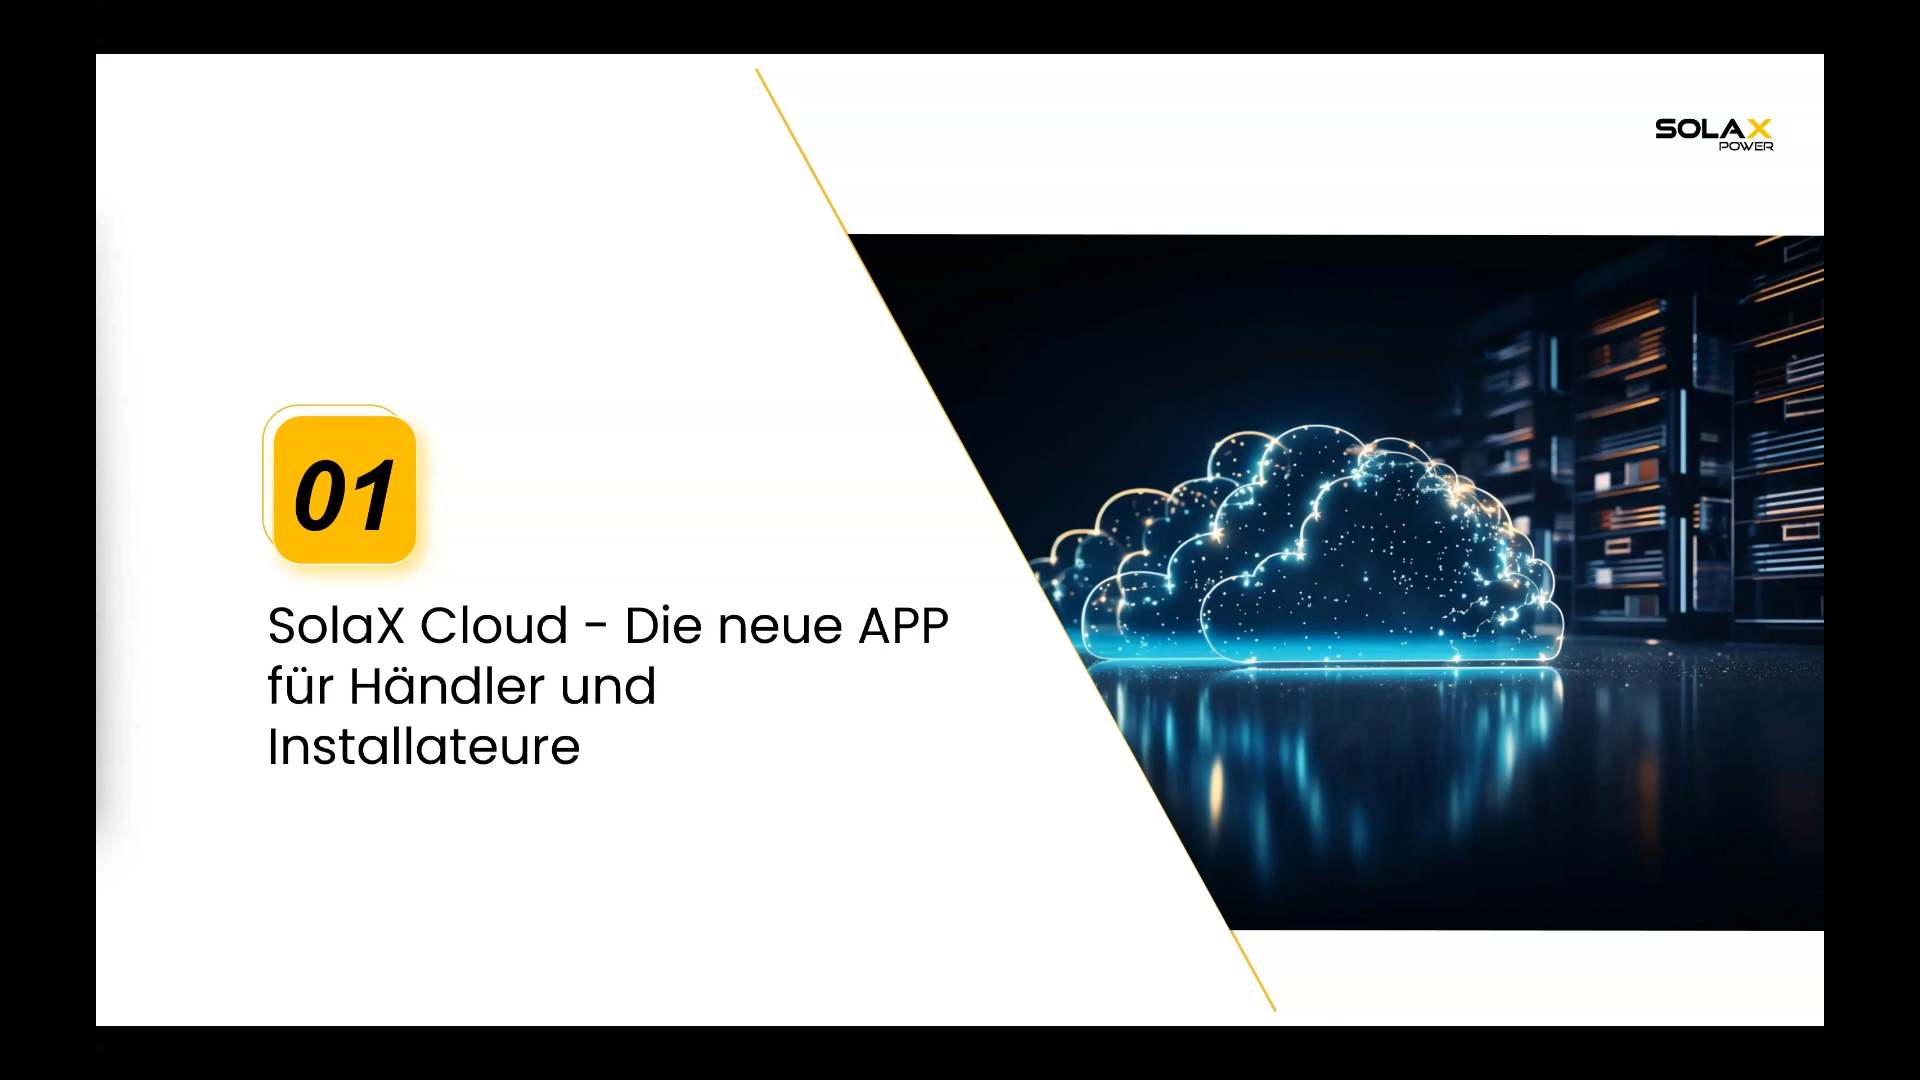 SOLAX
POWER
01
SolaX Cloud - Die neue APP
für Händler und
Installateure